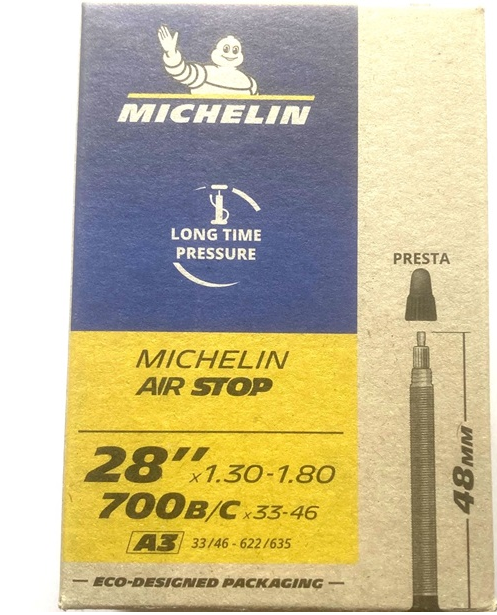 MICHELIN
LONG TIME
PRESSURE
PRESTA
MICHELIN
AIR STOP
28" x1.30-1.80
700B/C x33-46
A3 33/46 - 622/635
48MM
ECO-DESIGNED PACKAGING